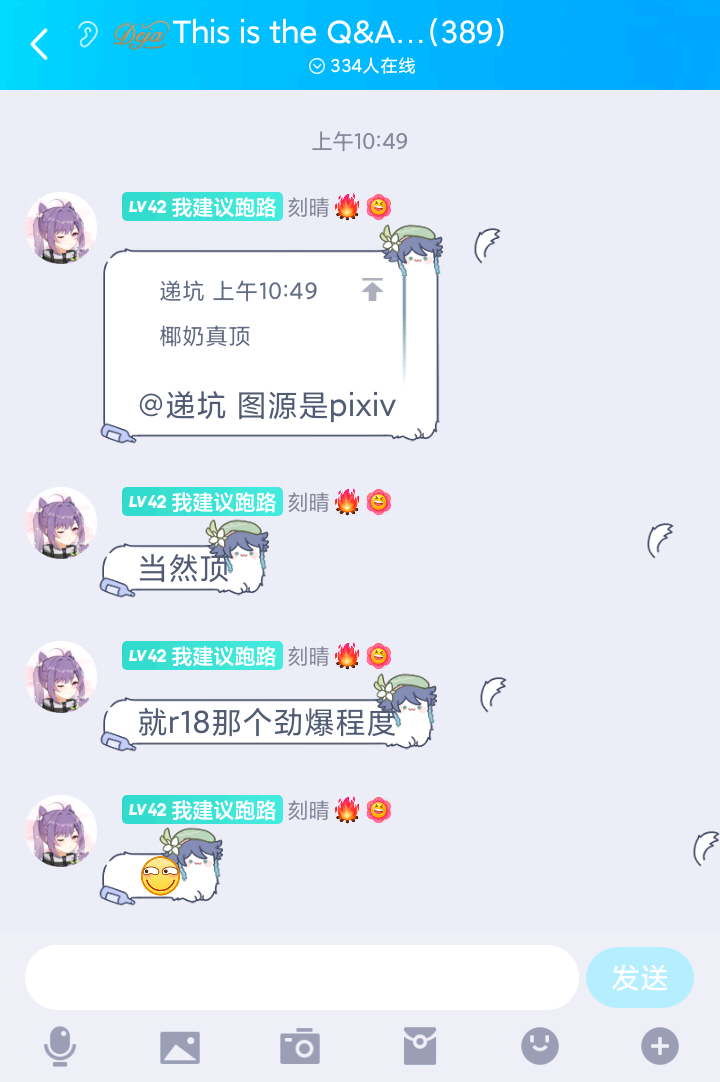 Deja This is the Q&A...(389)
334人在线
上午10:49
LV42 我建议跑路 刻晴
递坑 上午10:49
椰奶真顶
@递坑 图源是pixiv
LV42 我建议跑路 刻晴
当然顶
LV42 我建议跑路 刻晴
就r18那个劲爆程度
LV42 我建议跑路 刻晴
发送